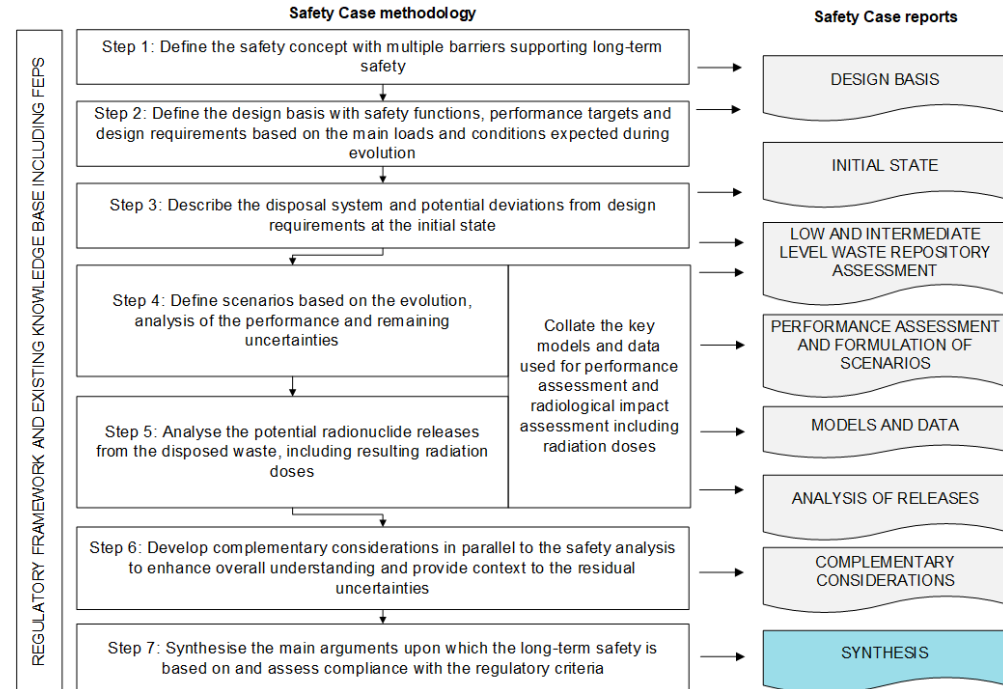 Safety Case methodology
Safety Case reports
REGULATORY FRAMEWORK AND EXISTING KNOWLEDGE BASE INCLUDING FEPS
Step 1: Define the safety concept with multiple barriers supporting long-term
safety
Step 2: Define the design basis with safety functions, performance targets and
design requirements based on the main loads and conditions expected during
evolution
Step 3: Describe the disposal system and potential deviations from design
requirements at the initial state
Step 4: Define scenarios based on the evolution,
analysis of the performance and remaining
uncertainties
Step 5: Analyse the potential radionuclide releases
from the disposed waste, including resulting radiation
doses
Collate the key
models and data
used for performance
assessment and
radiological impact
assessment including
radiation doses
Step 6: Develop complementary considerations in parallel to the safety analysis
to enhance overall understanding and provide context to the residual
uncertainties
Step 7: Synthesise the main arguments upon which the long-term safety is
based on and assess compliance with the regulatory criteria
DESIGN BASIS
INITIAL STATE
LOW AND INTERMEDIATE
LEVEL WASTE REPOSITORY
ASSESSMENT
PERFORMANCE ASSESSMENT
AND FORMULATION OF
SCENARIOS
MODELS AND DATA
ANALYSIS OF RELEASES
COMPLEMENTARY
CONSIDERATIONS
SYNTHESIS